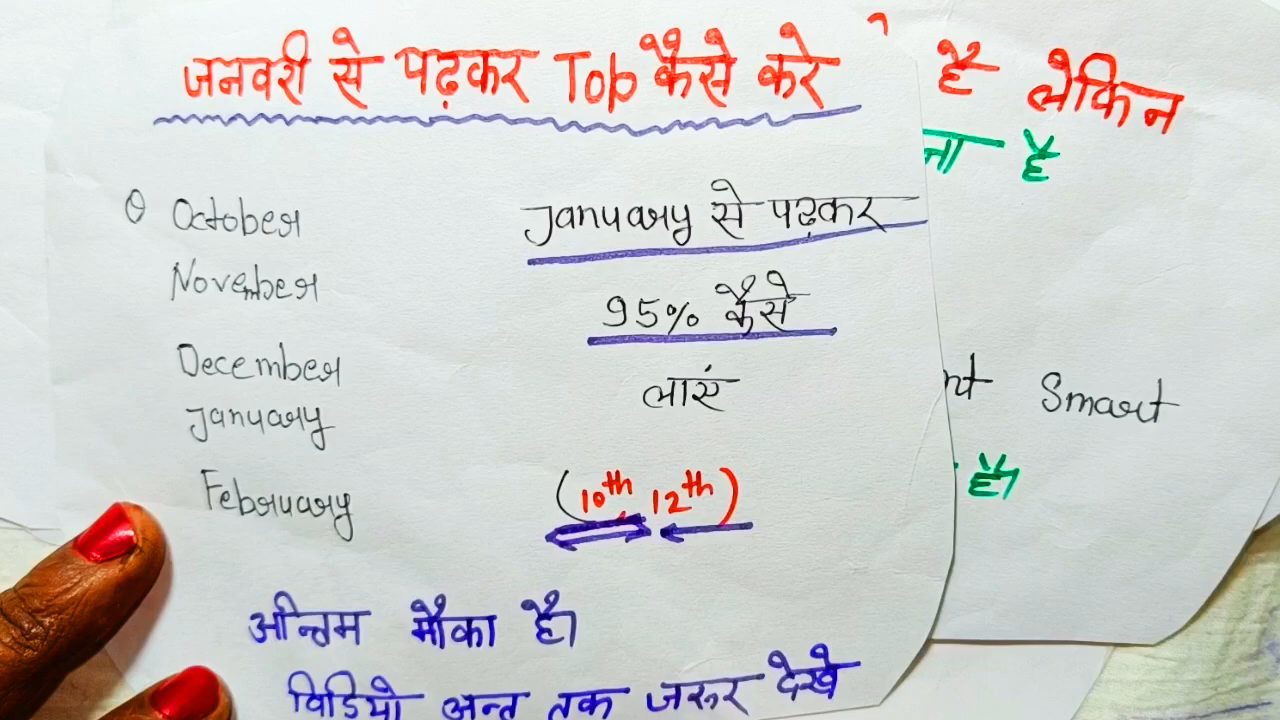 जनवरी से पढ़कर Top कैसे करे
October
November
December
January
February
January से पढ़कर
95% कैसे
लाएं
(10th 12th)
अन्तिम मौका है।
विडियो अन्त तक जरूर देखे
है लेकिन
है
Smart
है।